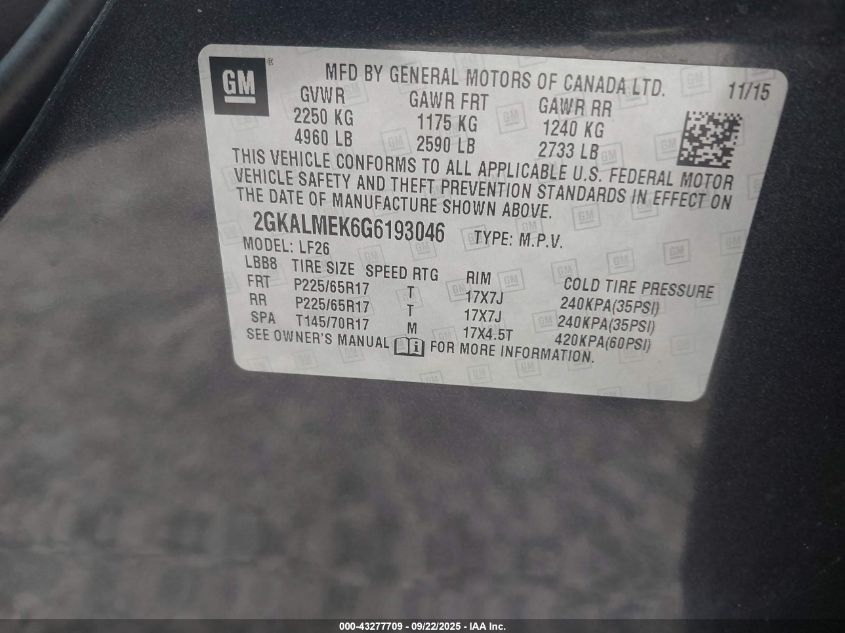 GM ®
MFD BY GENERAL MOTORS OF CANADA LTD. 11/15
GVWR GAWR FRT GAWR RR
2250 KG 1175 KG 1240 KG
4960 LB 2590 LB 2733 LB
THIS VEHICLE CONFORMS TO ALL APPLICABLE U.S. FEDERAL MOTOR
VEHICLE SAFETY AND THEFT PREVENTION STANDARDS IN EFFECT ON
THE DATE OF MANUFACTURE SHOWN ABOVE.
2GKALMEK6G6193046 TYPE: M.P.V.
MODEL: LF26
LBB8 TIRE SIZE SPEED RTG RIM COLD TIRE PRESSURE
FRT P225/65R17 T 17X7J 240KPA(35PSI)
RR P225/65R17 T 17X7J 240KPA(35PSI)
SPA T145/70R17 M 17X4.5T 420KPA(60PSI)
SEE OWNER'S MANUAL i FOR MORE INFORMATION.
000-43277709 - 09/22/2025 - IAA Inc.